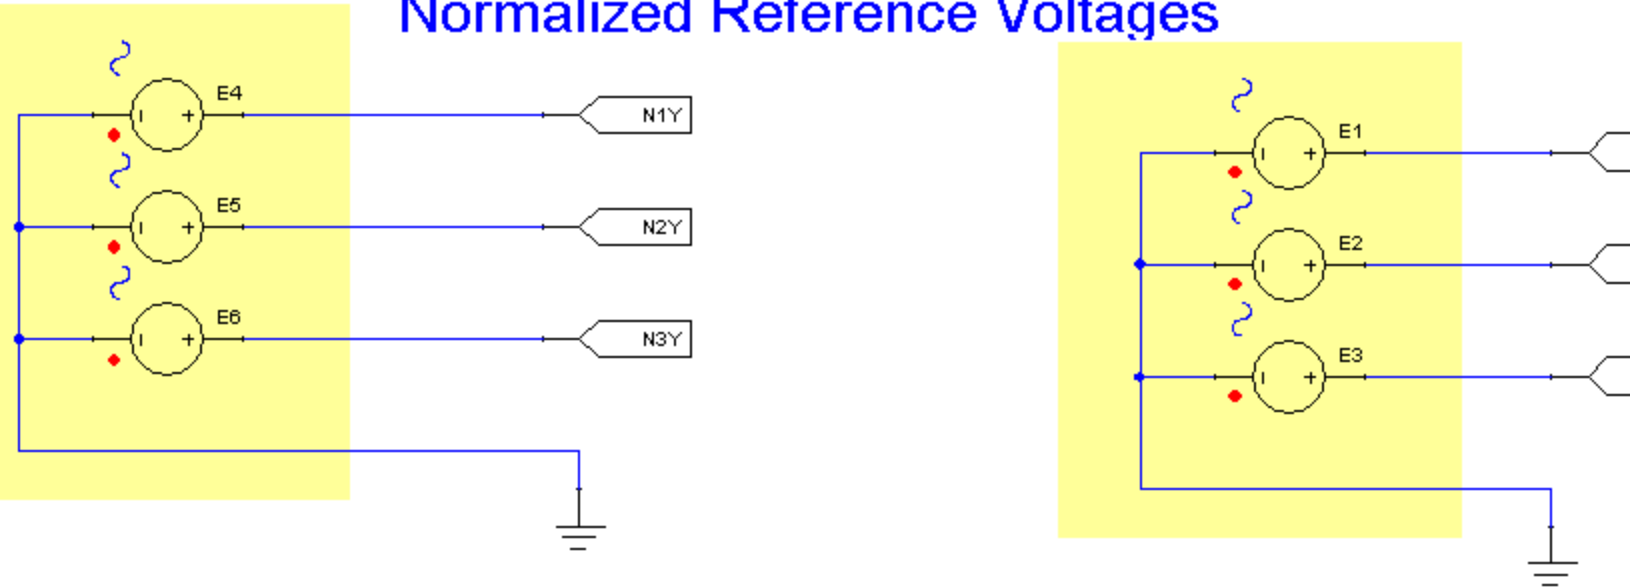 Normalized Reference Voltages
E4
N1Y
E5
N2Y
E6
N3Y
E1
E2
E3